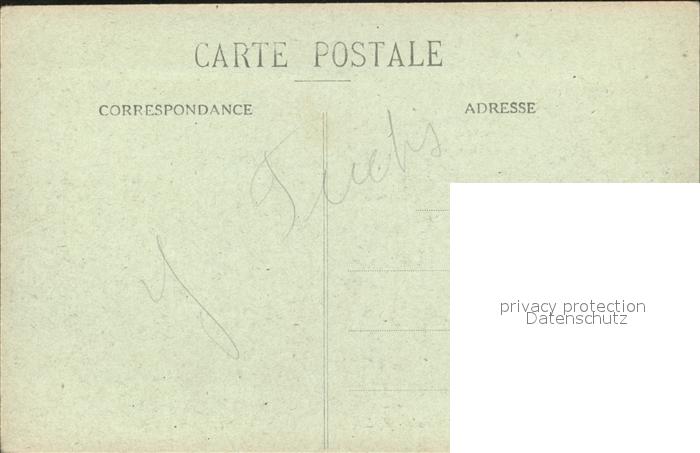 CARTE POSTALE
CORRESPONDANCE
ADRESSE
privacy protection
Datenschutz